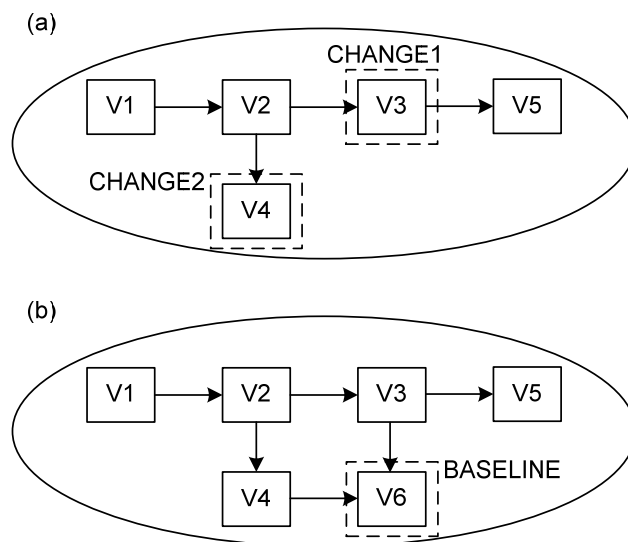 (a)
CHANGE1
V1 V2 V3 V5
CHANGE2
V4
(b)
V1 V2 V3 V5
BASELINE
V4 V6